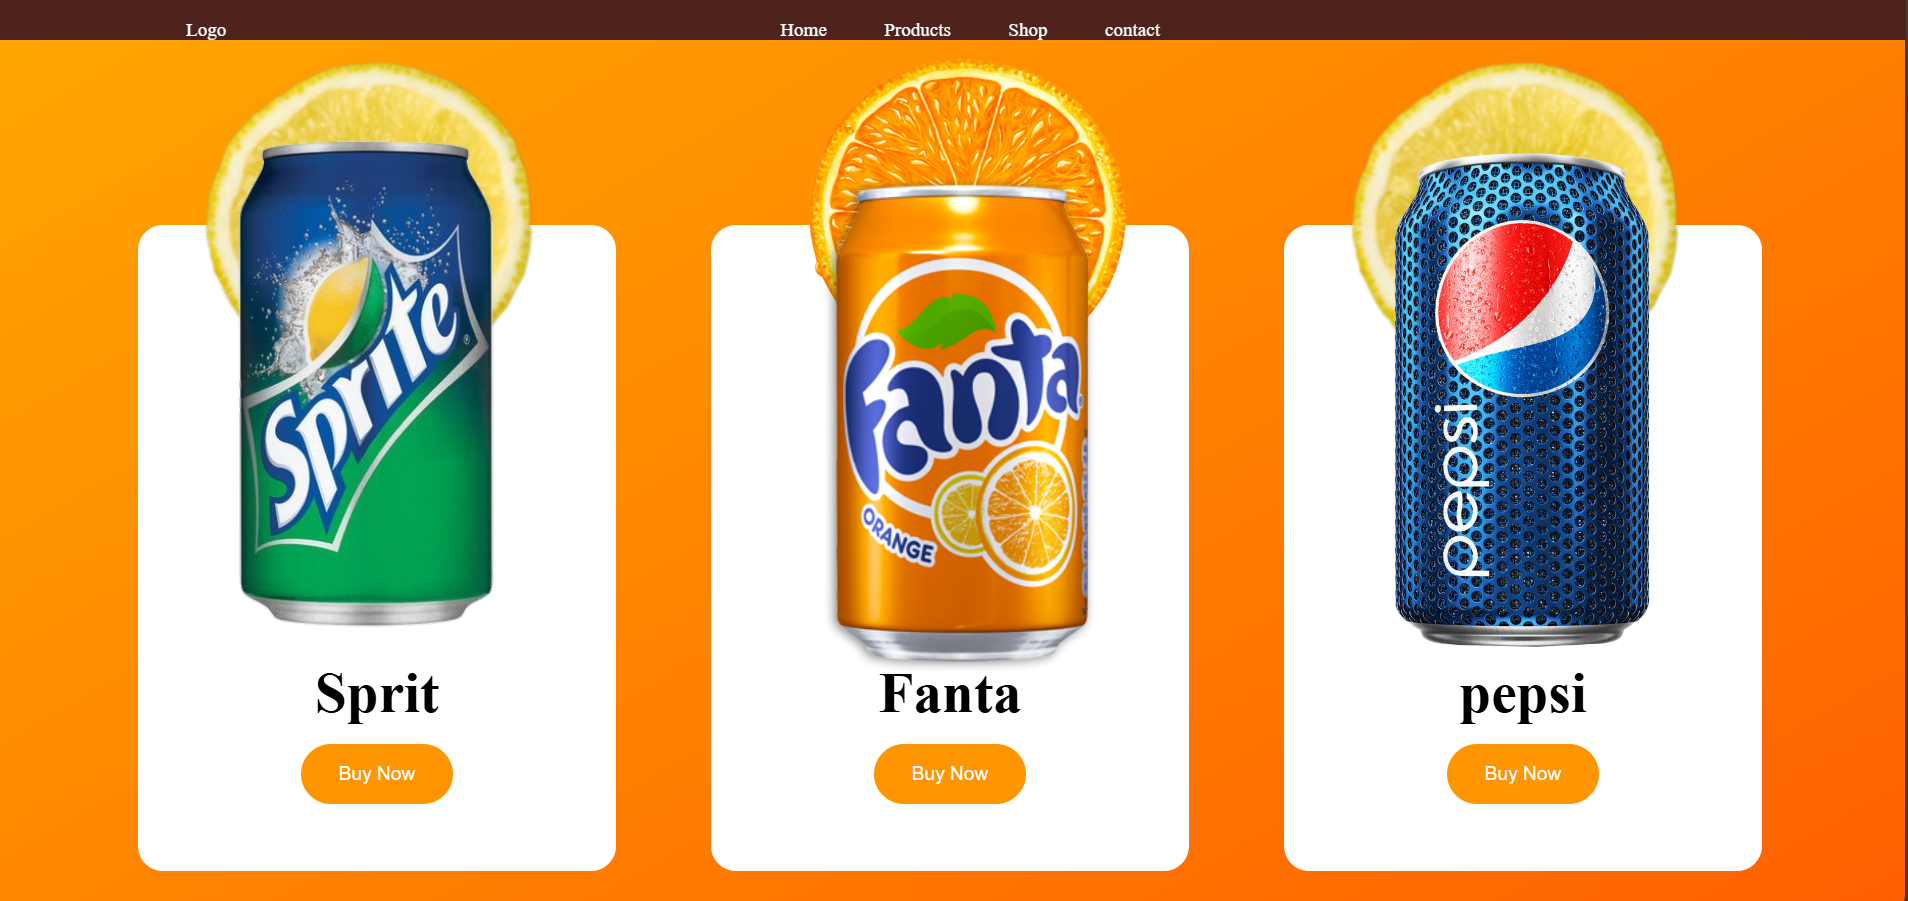 Logo
Home Products Shop contact
Sprite
®
Fanta
ORANGE
pepsi
Sprit
Fanta
pepsi
Buy Now
Buy Now
Buy Now